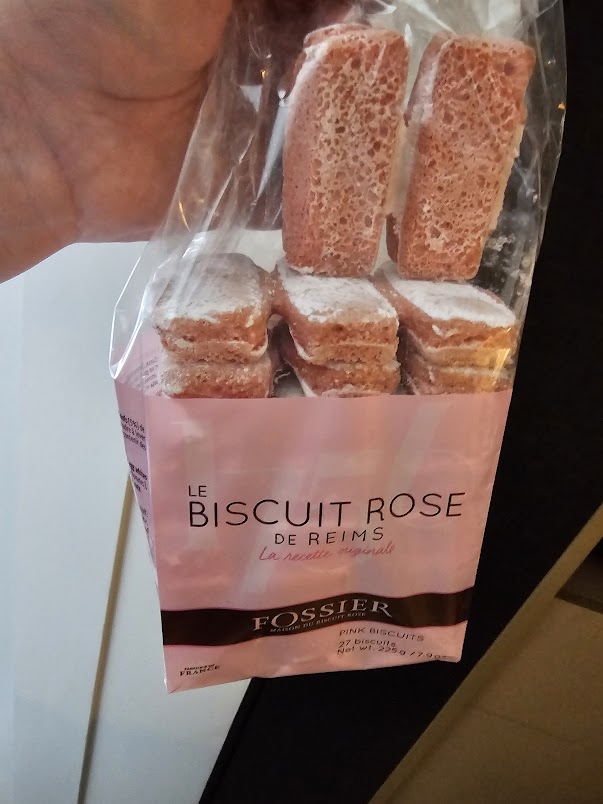 LE
BISCUIT ROSE
DE REIMS
La recette originale
FOSSIER
MAISON DU BISCUIT ROSE
PINK BISCUITS
27 biscuits
Net wt. 225g / 7.9
FRANCE